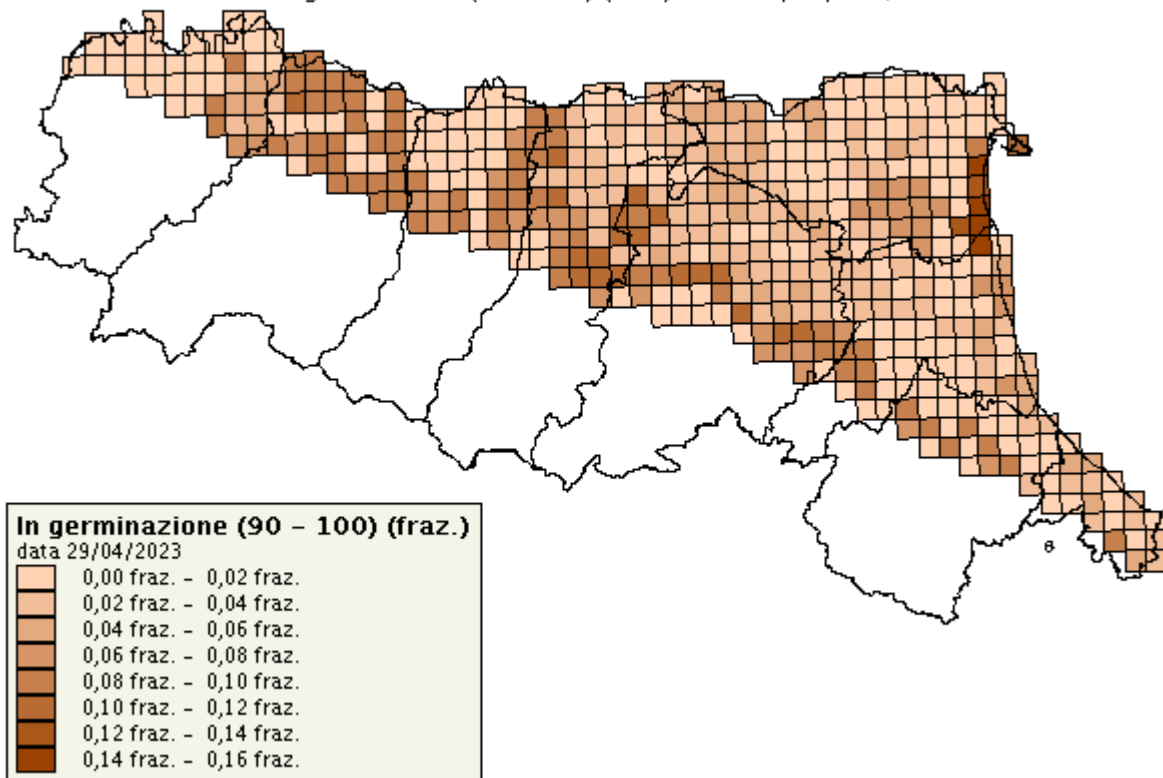 In germinazione (90 – 100) (fraz.)
data 29/04/2023
0,00 fraz. – 0,02 fraz.
0,02 fraz. – 0,04 fraz.
0,04 fraz. – 0,06 fraz.
0,06 fraz. – 0,08 fraz.
0,08 fraz. – 0,10 fraz.
0,10 fraz. – 0,12 fraz.
0,12 fraz. – 0,14 fraz.
0,14 fraz. – 0,16 fraz.